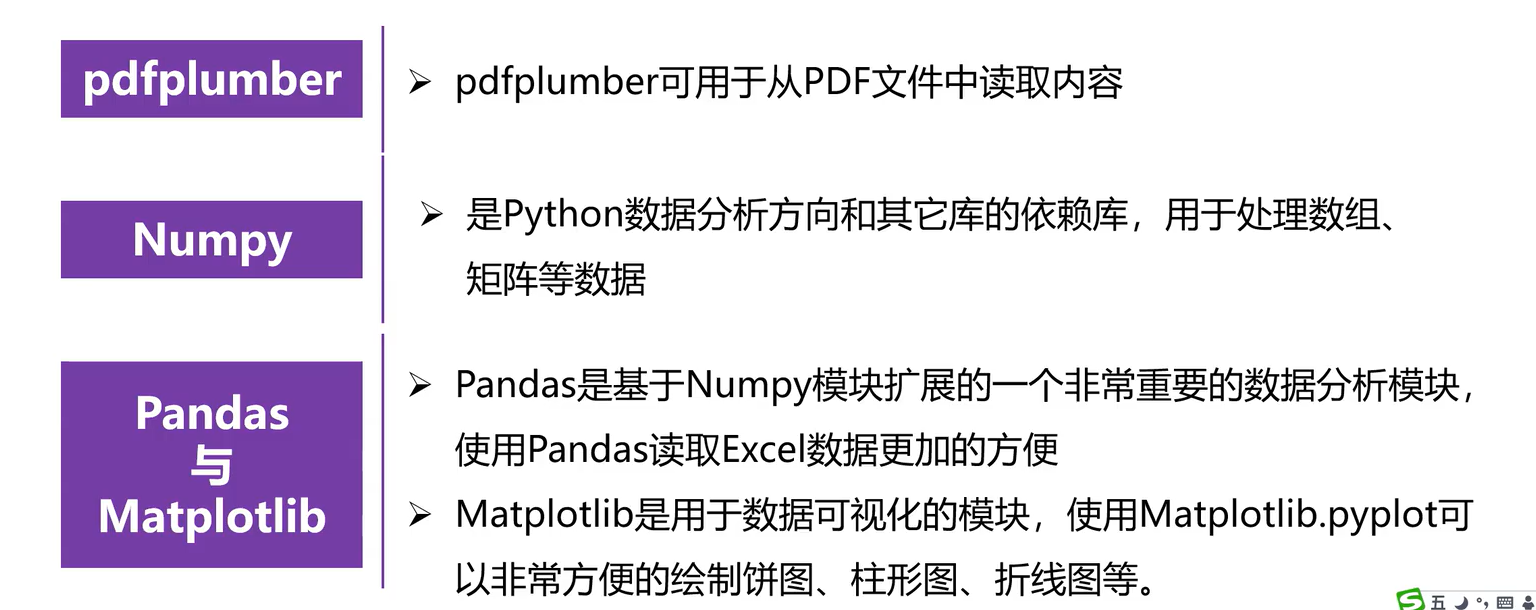 pdfplumber
➢ pdfplumber可用于从PDF文件中读取内容
Numpy
➢ 是Python数据分析方向和其它库的依赖库，用于处理数组、
矩阵等数据
Pandas
与
Matplotlib
➢ Pandas是基于Numpy模块扩展的一个非常重要的数据分析模块，
使用Pandas读取Excel数据更加的方便
➢ Matplotlib是用于数据可视化的模块，使用Matplotlib.pyplot可
以非常方便的绘制饼图、柱形图、折线图等。
五